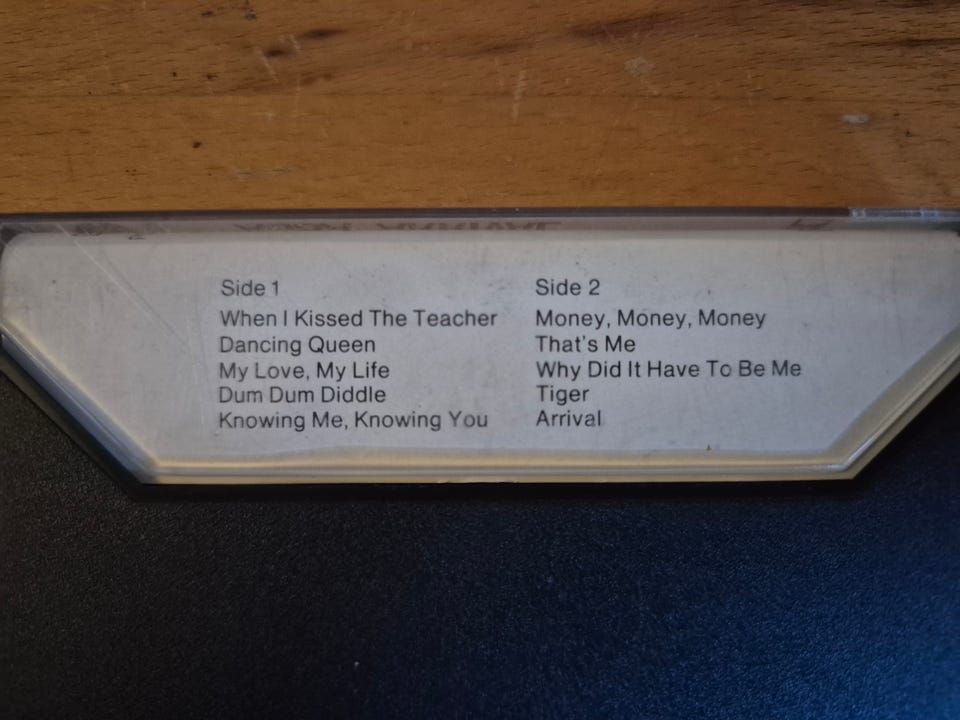 Side 1
When I Kissed The Teacher
Dancing Queen
My Love, My Life
Dum Dum Diddle
Knowing Me, Knowing You
Side 2
Money, Money, Money
That's Me
Why Did It Have To Be Me
Tiger
Arrival